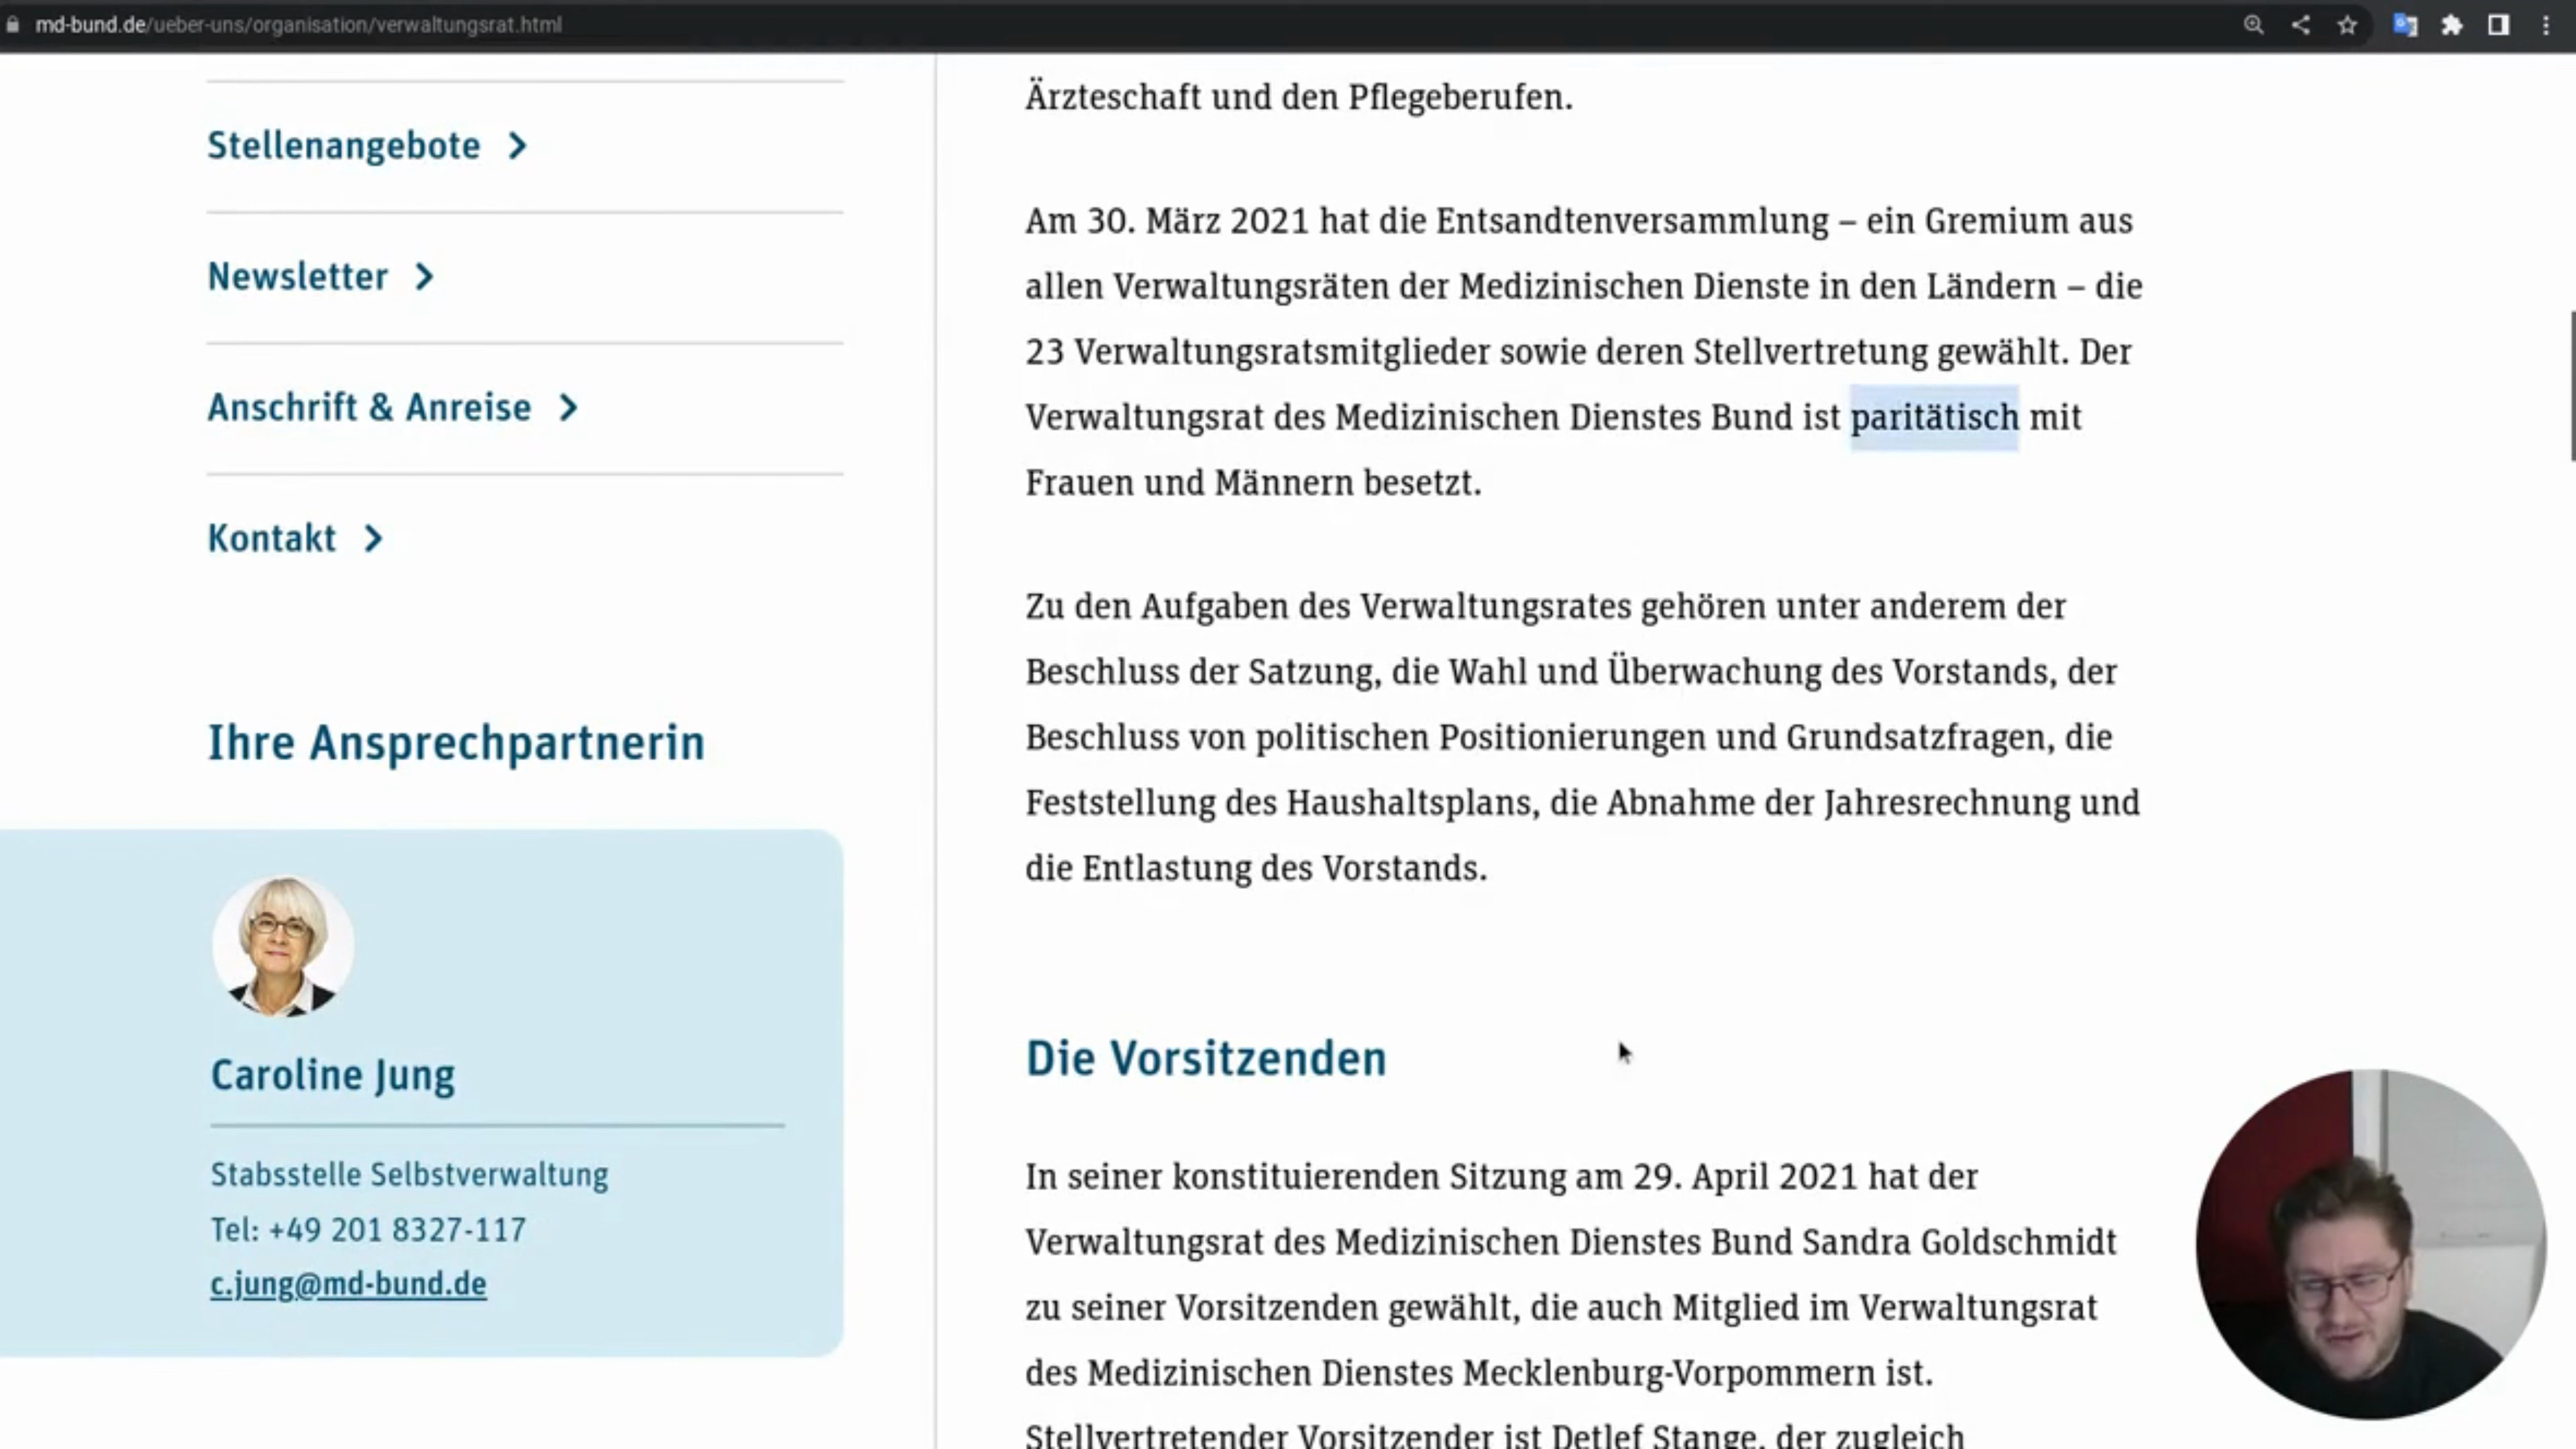 md-bund.de/ueber-uns/organisation/verwaltungsrat.html
Stellenangebote
Newsletter
Anschrift & Anreise
Kontakt
Ihre Ansprechpartnerin
Caroline Jung
Stabsstelle Selbstverwaltung
Tel: +49 201 8327-117
c.jung@md-bund.de
Ärzteschaft und den Pflegeberufen.
Am 30. März 2021 hat die Entsandtenversammlung – ein Gremium aus
allen Verwaltungsräten der Medizinischen Dienste in den Ländern – die
23 Verwaltungsratsmitglieder sowie deren Stellvertretung gewählt. Der
Verwaltungsrat des Medizinischen Dienstes Bund ist paritätisch mit
Frauen und Männern besetzt.
Zu den Aufgaben des Verwaltungsrates gehören unter anderem der
Beschluss der Satzung, die Wahl und Überwachung des Vorstands, der
Beschluss von politischen Positionierungen und Grundsatzfragen, die
Feststellung des Haushaltsplans, die Abnahme der Jahresrechnung und
die Entlastung des Vorstands.
Die Vorsitzenden
In seiner konstituierenden Sitzung am 29. April 2021 hat der
Verwaltungsrat des Medizinischen Dienstes Bund Sandra Goldschmidt
zu seiner Vorsitzenden gewählt, die auch Mitglied im Verwaltungsrat
des Medizinischen Dienstes Mecklenburg-Vorpommern ist.
Stellvertretender Vorsitzender ist Detlef Stange, der zugleich